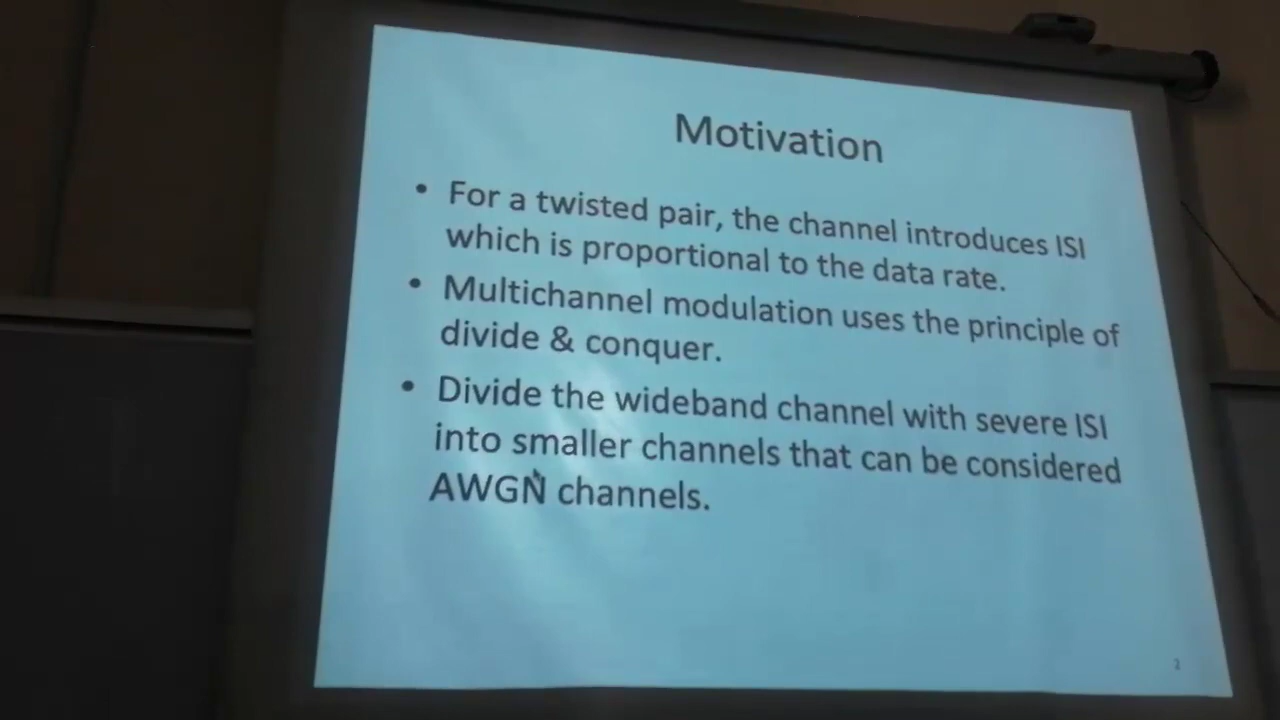 Motivation
• For a twisted pair, the channel introduces ISI
which is proportional to the data rate.
• Multichannel modulation uses the principle of
divide & conquer.
• Divide the wideband channel with severe ISI
into smaller channels that can be considered
AWGN channels.
2